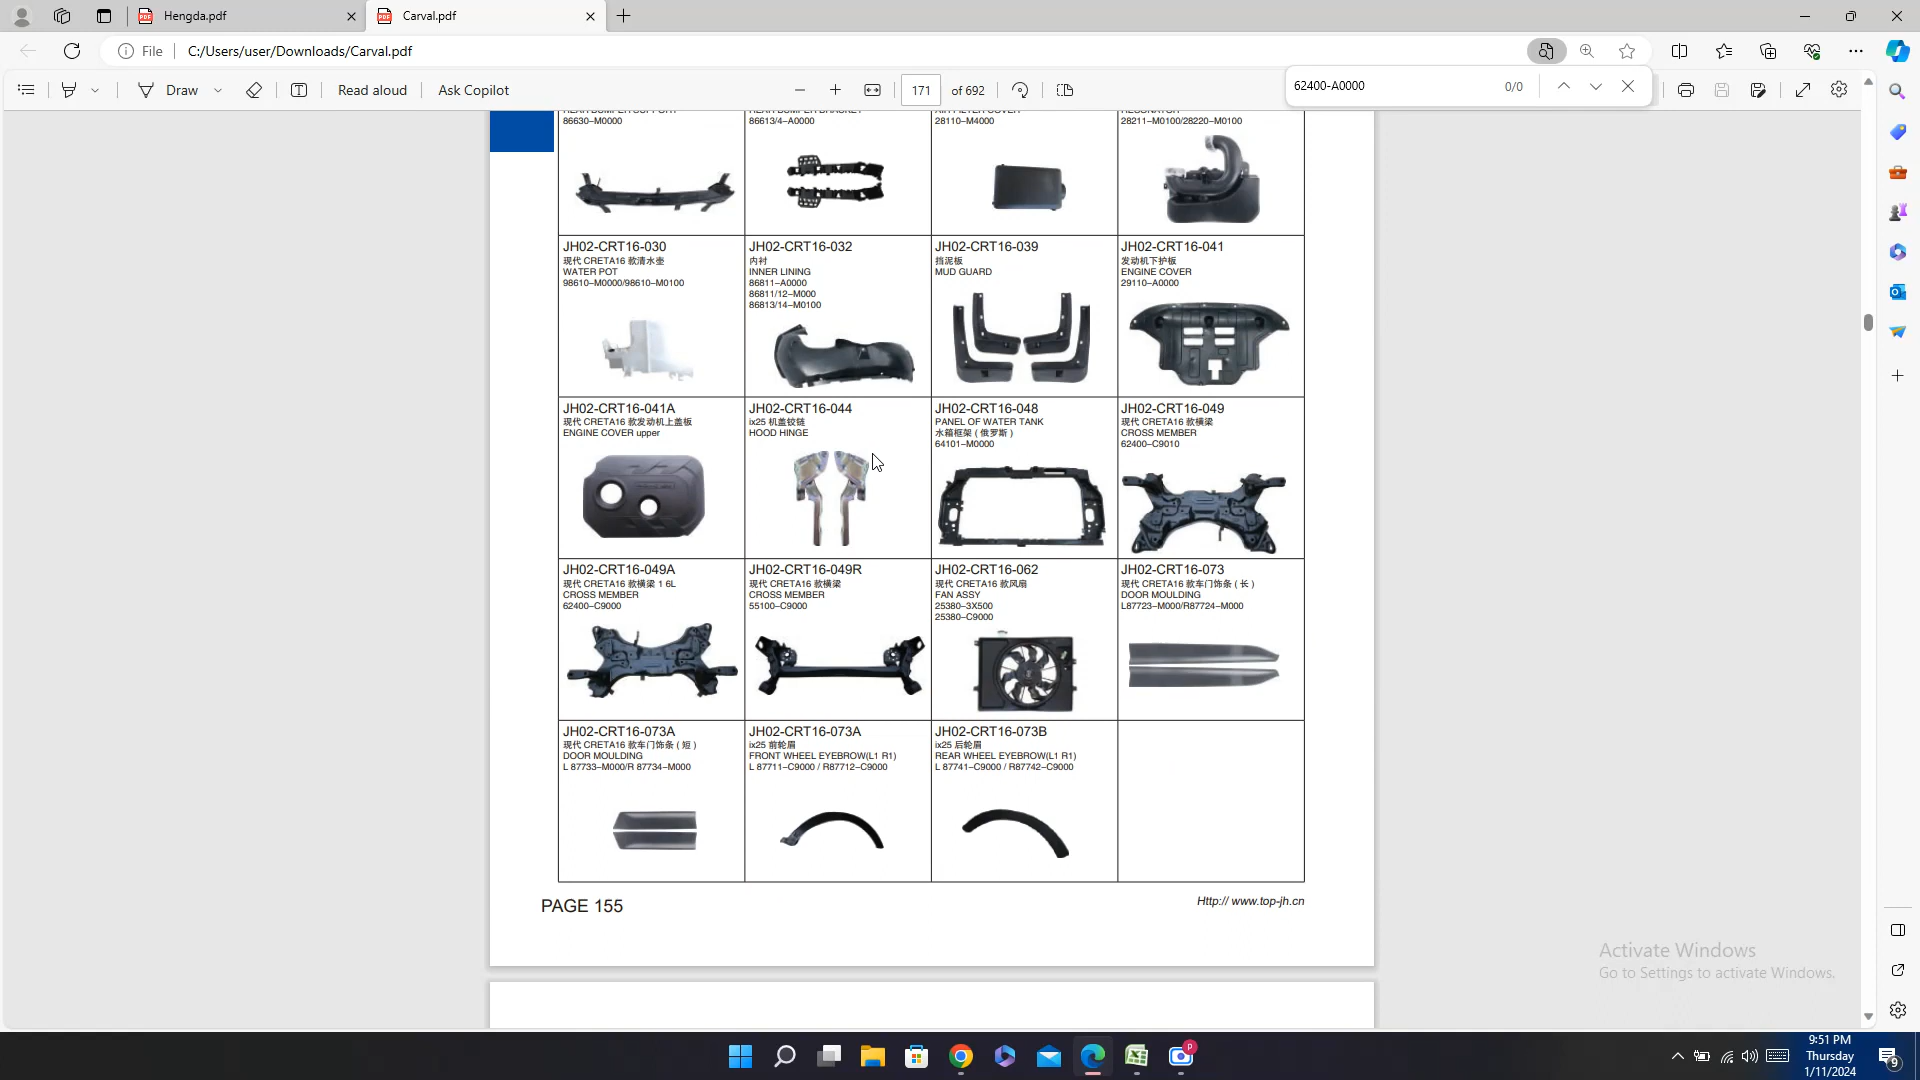 Hengda.pdf
Carval.pdf
File
C:/Users/user/Downloads/Carval.pdf
Draw
Read aloud
Ask Copilot
171
of 692
62400-A0000
0/0
86630–M0000
86613/4–A0000
28110–M4000
28211–M0100/28220–M0100
JH02-CRT16-030
现代 CRETA16 款清水壶
WATER POT
98610–M0000/98610–M0100
JH02-CRT16-032
内衬
INNER LINING
86811–A0000
86811/12–M000
86813/14–M0100
JH02-CRT16-039
挡泥板
MUD GUARD
JH02-CRT16-041
发动机下护板
ENGINE COVER
29110–A0000
JH02-CRT16-041A
现代 CRETA16 款发动机上盖板
ENGINE COVER upper
JH02-CRT16-044
ix25 机盖铰链
HOOD HINGE
JH02-CRT16-048
PANEL OF WATER TANK
水箱框架 ( 俄罗斯 )
64101–M0000
JH02-CRT16-049
现代 CRETA16 款横梁
CROSS MEMBER
62400–C9010
JH02-CRT16-049A
现代 CRETA16 款横梁 1 6L
CROSS MEMBER
62400–C9000
JH02-CRT16-049R
现代 CRETA16 款横梁
CROSS MEMBER
55100–C9000
JH02-CRT16-062
现代 CRETA16 款风扇
FAN ASSY
25380–3X500
25380–C9000
JH02-CRT16-073
现代 CRETA16 款车门饰条 ( 长 )
DOOR MOULDING
L87723–M000/R87724–M000
JH02-CRT16-073A
现代 CRETA16 款车门饰条 ( 短 )
DOOR MOULDING
L 87733–M000/R 87734–M000
JH02-CRT16-073A
ix25 前轮眉
FRONT WHEEL EYEBROW(L1 R1)
L 87711–C9000 / R87712–C9000
JH02-CRT16-073B
ix25 后轮眉
REAR WHEEL EYEBROW(L1 R1)
L 87741–C9000 / R87742–C9000
PAGE 155
Http:// www.top-jh.cn
Activate Windows
Go to Settings to activate Windows.
9:51 PM
Thursday
1/11/2024
9